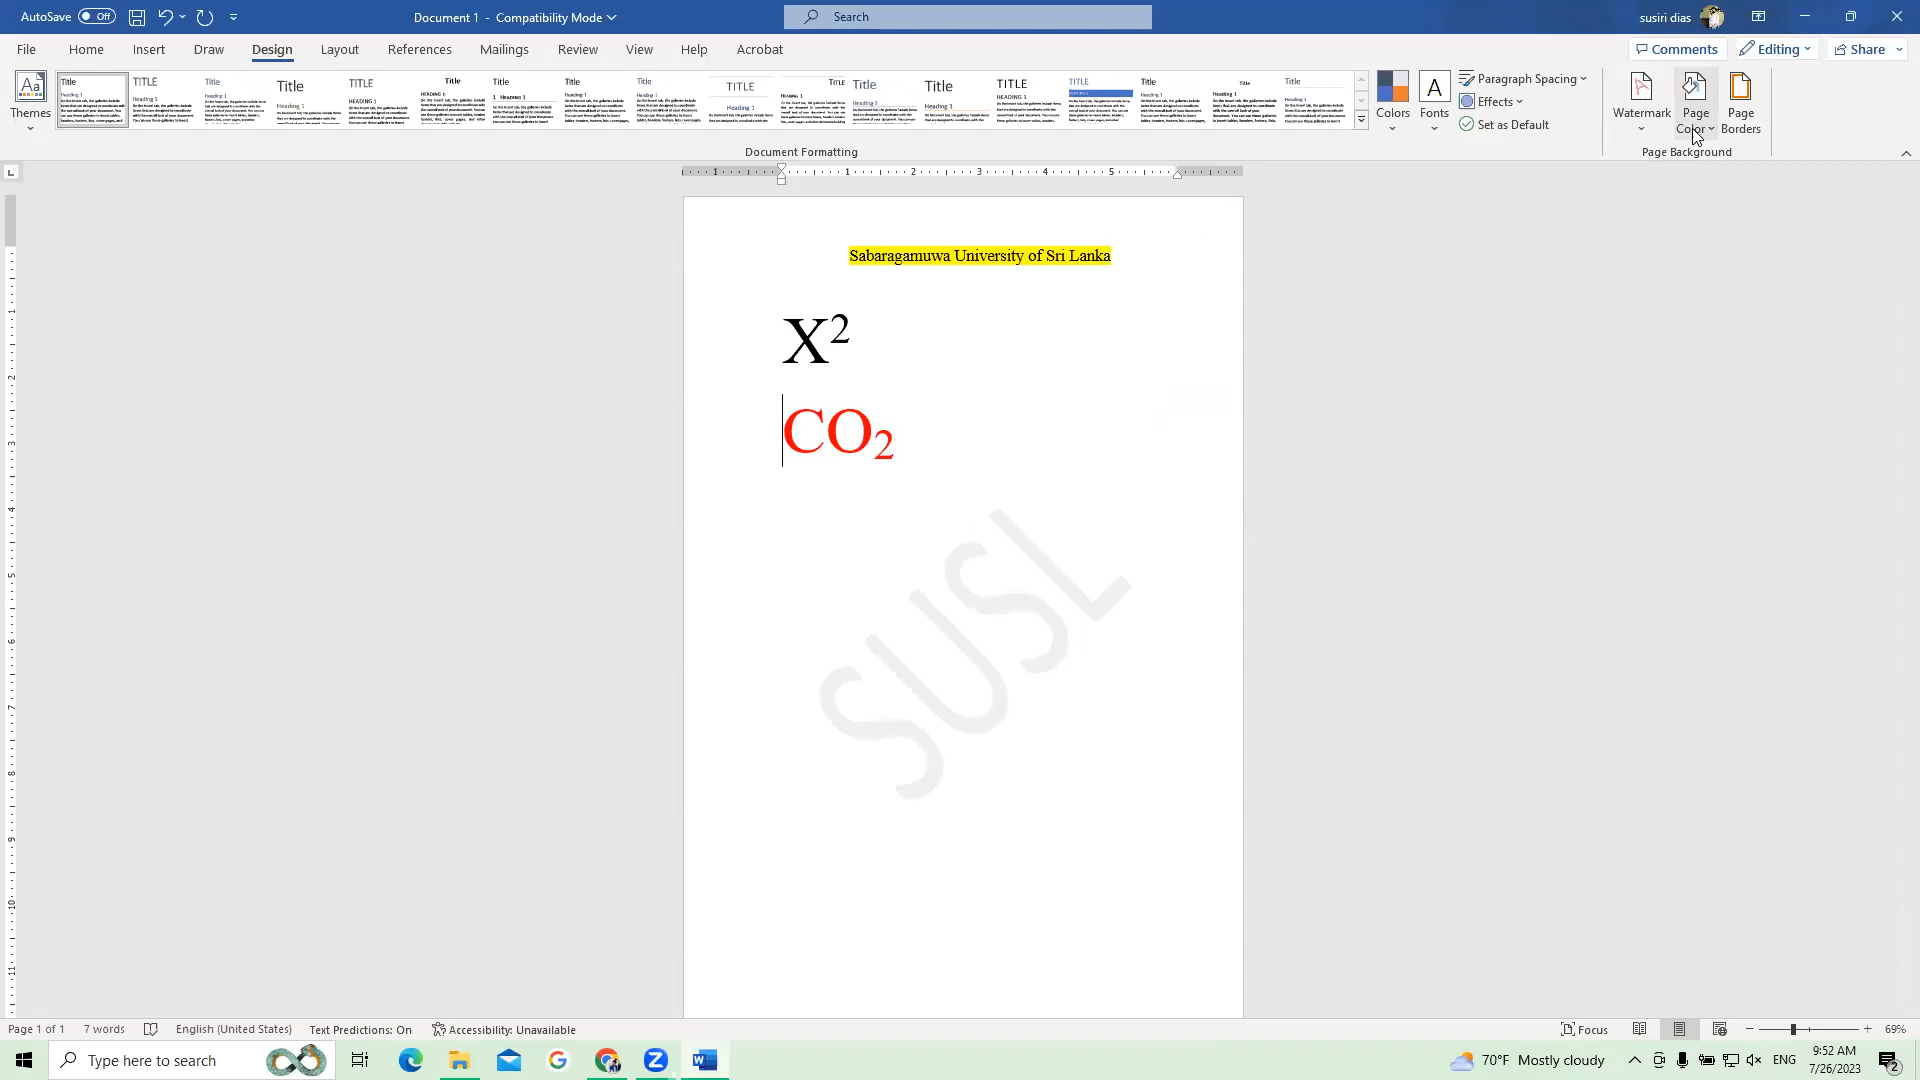 AutoSave Off
Document 1 - Compatibility Mode
Search
susiri dias
File Home Insert Draw Design Layout References Mailings Review View Help Acrobat
Comments Editing Share
Themes
Colors
Fonts
Paragraph Spacing
Effects
Set as Default
Watermark
Page Color
Page Borders
Document Formatting
Page Background
Sabaragamuwa University of Sri Lanka
X²
CO₂
SUSL
Page 1 of 1 7 words English (United States) Text Predictions: On Accessibility: Unavailable
Focus 69%
Type here to search
70°F Mostly cloudy
ENG
9:52 AM
7/26/2023
2